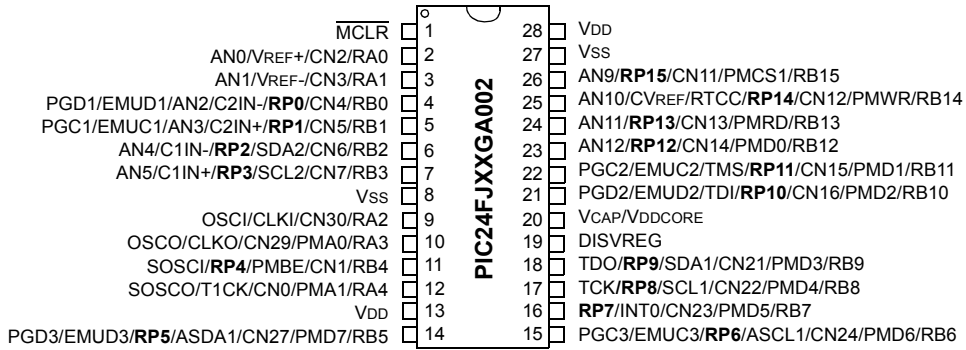 MCLR 1 28 VDD
AN0/VREF+/CN2/RA0 2 27 VSS
AN1/VREF-/CN3/RA1 3 26 AN9/RP15/CN11/PMCS1/RB15
PGD1/EMUD1/AN2/C2IN-/RP0/CN4/RB0 4 25 AN10/CVREF/RTCC/RP14/CN12/PMWR/RB14
PGC1/EMUC1/AN3/C2IN+/RP1/CN5/RB1 5 24 AN11/RP13/CN13/PMRD/RB13
AN4/C1IN-/RP2/SDA2/CN6/RB2 6 23 AN12/RP12/CN14/PMD0/RB12
AN5/C1IN+/RP3/SCL2/CN7/RB3 7 22 PGC2/EMUC2/TMS/RP11/CN15/PMD1/RB11
VSS 8 21 PGD2/EMUD2/TDI/RP10/CN16/PMD2/RB10
OSCI/CLKI/CN30/RA2 9 20 VCAP/VDDCORE
OSCO/CLKO/CN29/PMA0/RA3 10 19 DISVREG
SOSCI/RP4/PMBE/CN1/RB4 11 18 TDO/RP9/SDA1/CN21/PMD3/RB9
SOSCO/T1CK/CN0/PMA1/RA4 12 17 TCK/RP8/SCL1/CN22/PMD4/RB8
VDD 13 16 RP7/INT0/CN23/PMD5/RB7
PGD3/EMUD3/RP5/ASDA1/CN27/PMD7/RB5 14 15 PGC3/EMUC3/RP6/ASCL1/CN24/PMD6/RB6
PIC24FJXXGA002